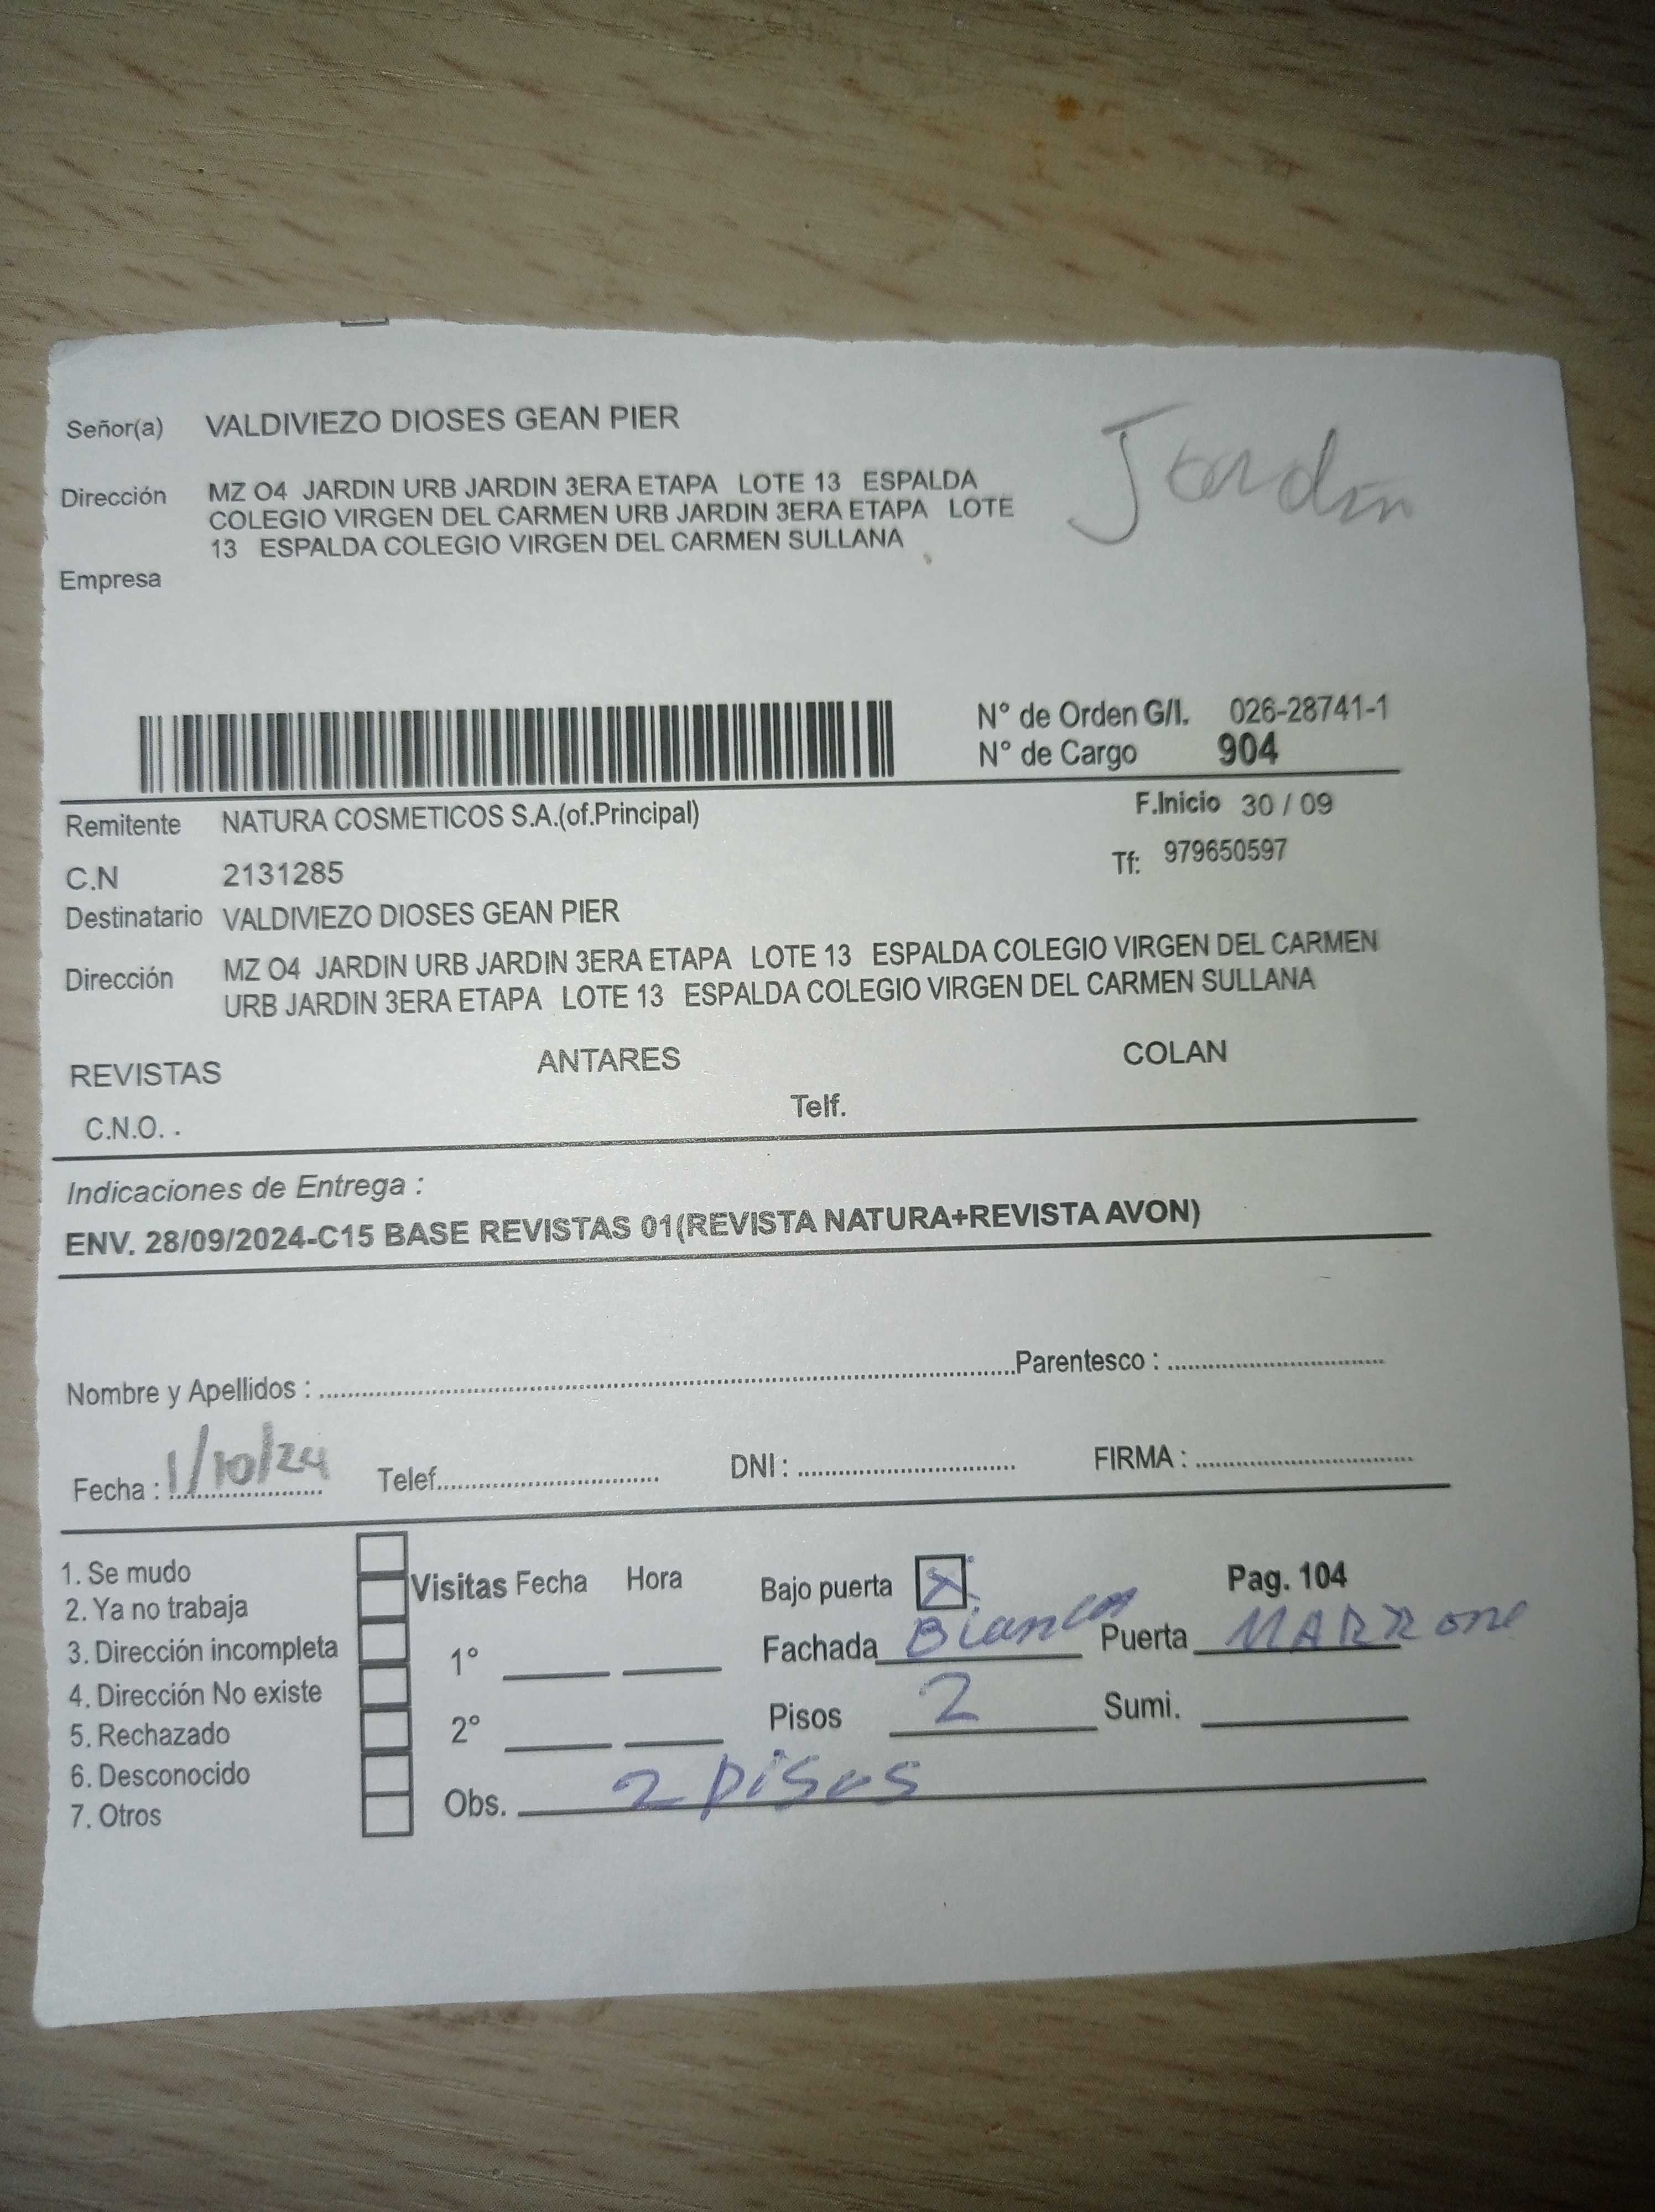 Señor(a) VALDIVIEZO DIOSES GEAN PIER
Jardin
Dirección MZ O4 JARDIN URB JARDIN 3ERA ETAPA LOTE 13 ESPALDA
COLEGIO VIRGEN DEL CARMEN URB JARDIN 3ERA ETAPA LOTE
13 ESPALDA COLEGIO VIRGEN DEL CARMEN SULLANA
Empresa
N° de Orden G/I. 026-28741-1
N° de Cargo 904
Remitente NATURA COSMETICOS S.A.(of.Principal) F.Inicio 30 / 09
C.N 2131285 Tf: 979650597
Destinatario VALDIVIEZO DIOSES GEAN PIER
Dirección MZ O4 JARDIN URB JARDIN 3ERA ETAPA LOTE 13 ESPALDA COLEGIO VIRGEN DEL CARMEN
URB JARDIN 3ERA ETAPA LOTE 13 ESPALDA COLEGIO VIRGEN DEL CARMEN SULLANA
REVISTAS ANTARES COLAN
C.N.O. . Telf.
Indicaciones de Entrega :
ENV. 28/09/2024-C15 BASE REVISTAS 01(REVISTA NATURA+REVISTA AVON)
Nombre y Apellidos : Parentesco :
Fecha : 1/10/24 Telef. DNI : FIRMA :
1. Se mudo
2. Ya no trabaja
3. Dirección incompleta
4. Dirección No existe
5. Rechazado
6. Desconocido
7. Otros
Visitas Fecha Hora
1°
2°
Bajo puerta X Pag. 104
Fachada Blanco Puerta MARRone
Pisos 2 Sumi.
Obs. 2 pisos